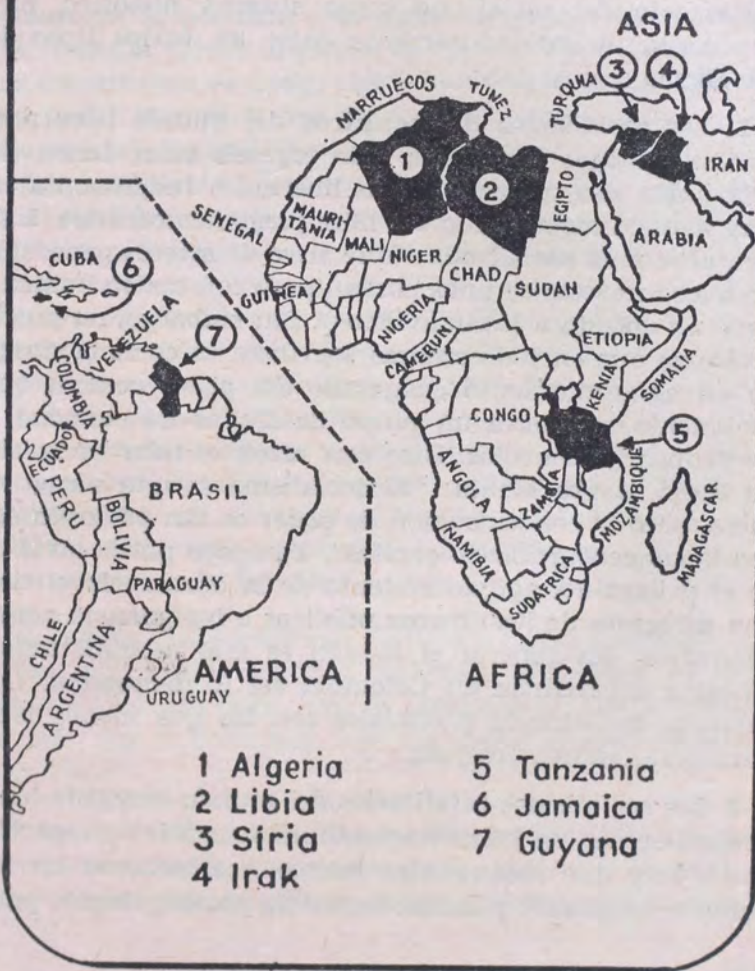 ASIA
3 4
TURQUIA
MARRUECOS
TUNEZ
IRAN
1
2
EGIPTO
ARABIA
SENEGAL
MAURI
TANIA
MALI
NIGER
CHAD
SUDAN
CUBA
6
GUINEA
NIGERIA
CAMERUN
ETIOPIA
SOMALIA
KENIA
VENEZUELA
7
COLOMBIA
ECUADOR
PERU
CONGO
5
BRASIL
BOLIVIA
ANGOLA
ZAMBIA
MOZAMBIQUE
NAMIBIA
MADAGASCAR
PARAGUAY
SUDAFRICA
CHILE
ARGENTINA
AMERICA
AFRICA
URUGUAY
1 Algeria
2 Libia
3 Siria
4 Irak
5 Tanzania
6 Jamaica
7 Guyana